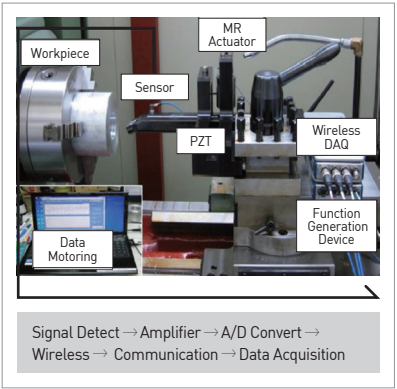 MR
Actuator
Workpiece
Sensor
PZT
Wireless
DAQ
Function
Generation
Device
Data
Motoring
Signal Detect → Amplifier → A/D Convert →
Wireless → Communication → Data Acquisition